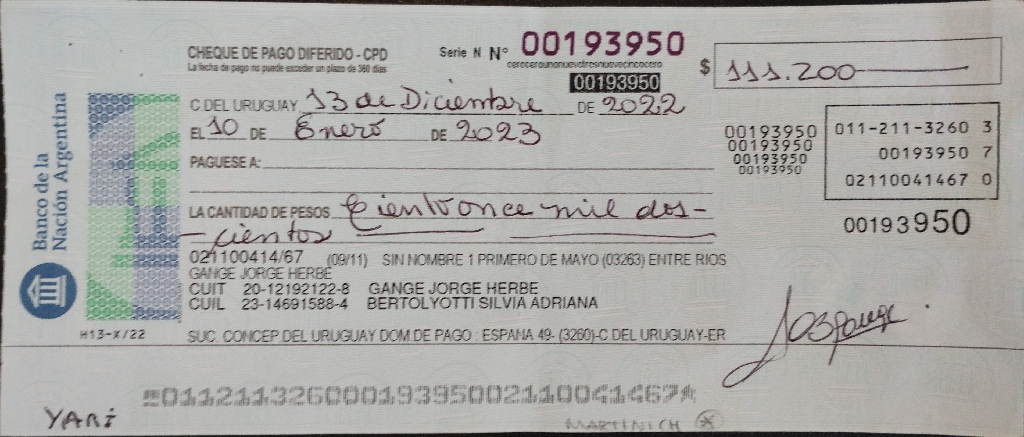 CHEQUE DE PAGO DIFERIDO - CPD
La fecha de pago no puede exceder un plazo de 360 días
Serie N Nº 00193950
cerocerounonuevetresnuevecincocero
00193950
$ 111.200
C DEL URUGUAY 13 de Diciembre DE 2022
EL 10 DE Enero DE 2023
PAGUESE A:
00193950
00193950
00193950
00193950
011-211-3260 3
00193950 7
02110041467 0
00193950
LA CANTIDAD DE PESOS Ciento once mil dos-
cientos
021100414/67 (09/11) SIN NOMBRE 1 PRIMERO DE MAYO (03263) ENTRE RIOS
GANGE JORGE HERBE
CUIT 20-12192122-8 GANGE JORGE HERBE
CUIL 23-14691588-4 BERTOLYOTTI SILVIA ADRIANA
SUC. CONCEP.DEL URUGUAY DOM.DE PAGO : ESPANA 49- (3260)-C DEL URUGUAY-ER
Banco de la
Nación Argentina
H13-X/22
01121132600019395002110041467
YARi
MARTINICH